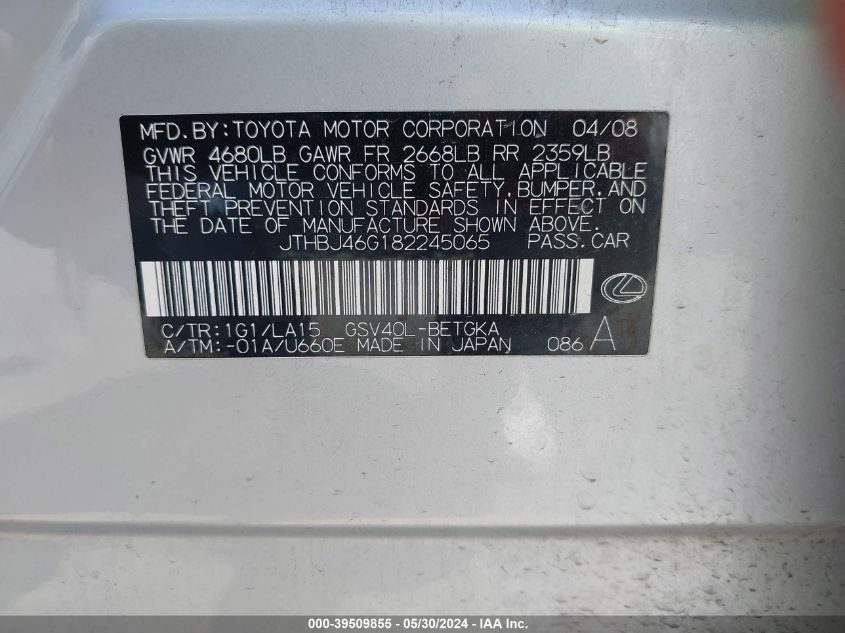 MFD.BY:TOYOTA MOTOR CORPORATION 04/08
GVWR 4680LB GAWR FR 2668LB RR 2359LB
THIS VEHICLE CONFORMS TO ALL APPLICABLE
FEDERAL MOTOR VEHICLE SAFETY,BUMPER,AND
THEFT PREVENTION STANDARDS IN EFFECT ON
THE DATE OF MANUFACTURE SHOWN ABOVE.
JTHBJ46G182245065 PASS.CAR
C/TR:1G1/LA15 GSV40L-BETGKA
A/TM:-01A/U660E MADE IN JAPAN 086 A
000-39509855 - 05/30/2024 - IAA Inc.